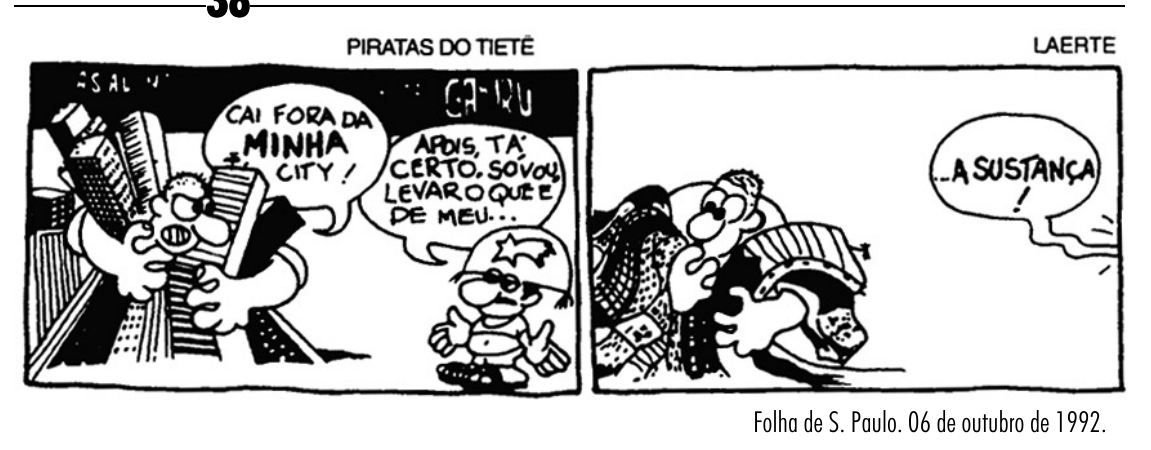 38
PIRATAS DO TIETÊ
LAERTE
CAI FORA DA
MINHA
CITY!
APOIS, TÁ
CERTO. SÓ VOU
LEVAR O QUE É
DE MEU...
...A SUSTANÇA
!
Folha de S. Paulo. 06 de outubro de 1992.